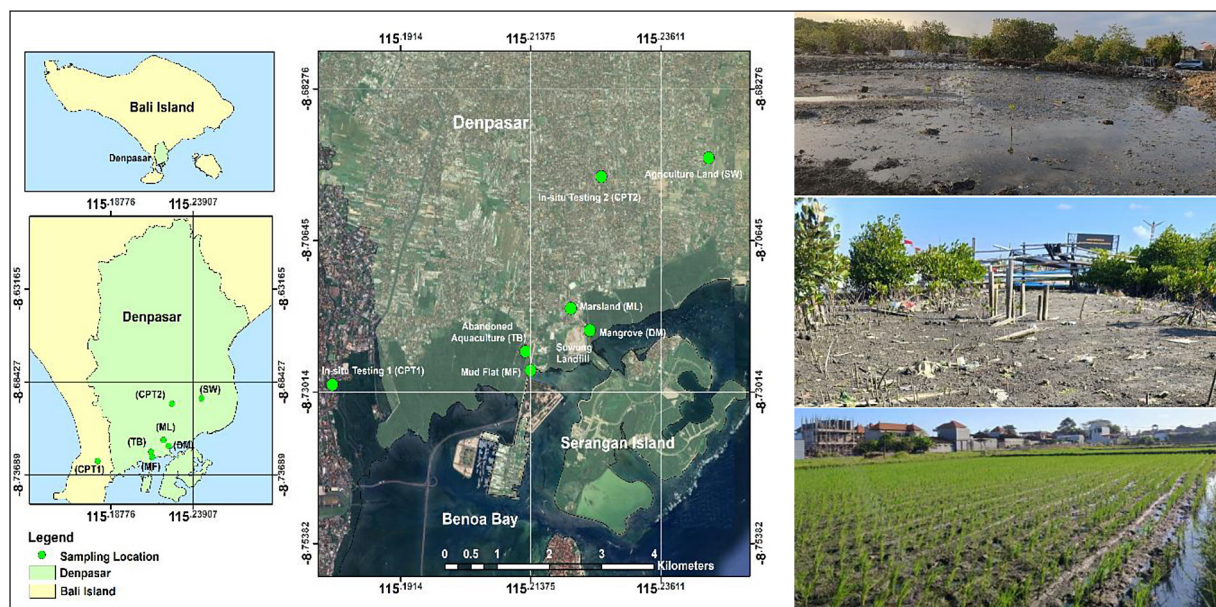 Bali Island
Denpasar
115.18776
115.23907
-8.63165
-8.68427
-8.73689
Denpasar
(CPT2)
(SW)
(ML)
(TB)
(DM)
(MF)
(CPT1)
115.18776
115.23907
Legend
Sampling Location
Denpasar
Bali Island
115.1914
115.21375
115.23611
-8.68276
-8.70645
-8.73014
-8.75382
-8.68276
-8.70645
-8.73014
-8.75382
Denpasar
Agriculture Land (SW)
In-situ Testing 2 (CPT2)
Marsland (ML)
Mangrove (DM)
Abandoned
Aquaculture (TB)
Suwung
Landfill
In-situ Testing 1 (CPT1)
Mud Flat (MF)
Serangan Island
Benoa Bay
0 0.5 1 2 3 4
Kilometers
115.1914
115.21375
115.23611